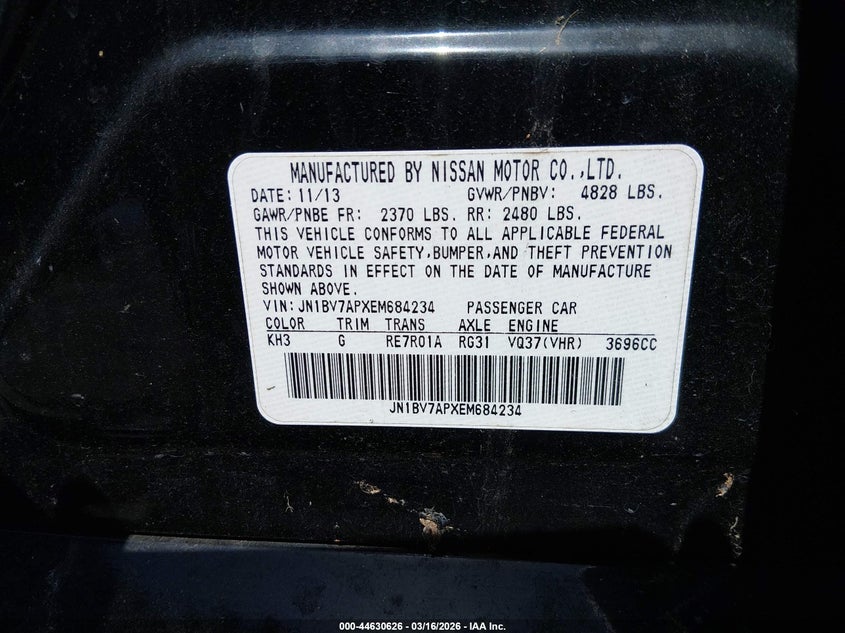 MANUFACTURED BY NISSAN MOTOR CO.,LTD.
DATE: 11/13 GVWR/PNBV: 4828 LBS.
GAWR/PNBE FR: 2370 LBS. RR: 2480 LBS.
THIS VEHICLE CONFORMS TO ALL APPLICABLE FEDERAL
MOTOR VEHICLE SAFETY,BUMPER,AND THEFT PREVENTION
STANDARDS IN EFFECT ON THE DATE OF MANUFACTURE
SHOWN ABOVE.
VIN: JN1BV7APXEM684234 PASSENGER CAR
COLOR TRIM TRANS AXLE ENGINE
KH3 G RE7R01A RG31 VQ37(VHR) 3696CC
JN1BV7APXEM684234
000-44630626 - 03/16/2026 - IAA Inc.